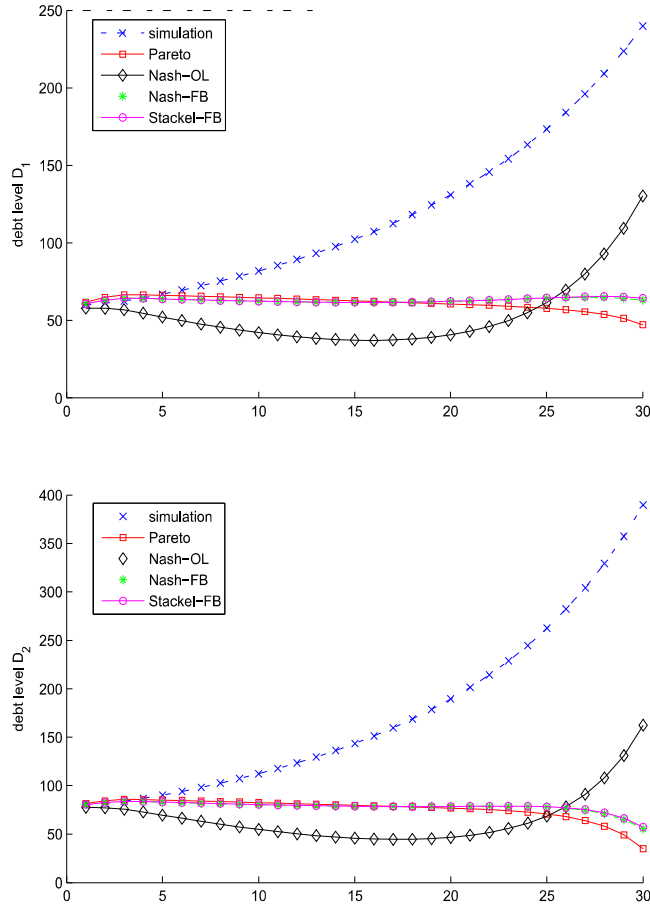 250
200
150
100
50
0
debt level D1
simulation
Pareto
Nash-OL
Nash-FB
Stackel-FB
0 5 10 15 20 25 30
400
350
300
250
200
150
100
50
0
debt level D2
simulation
Pareto
Nash-OL
Nash-FB
Stackel-FB
0 5 10 15 20 25 30